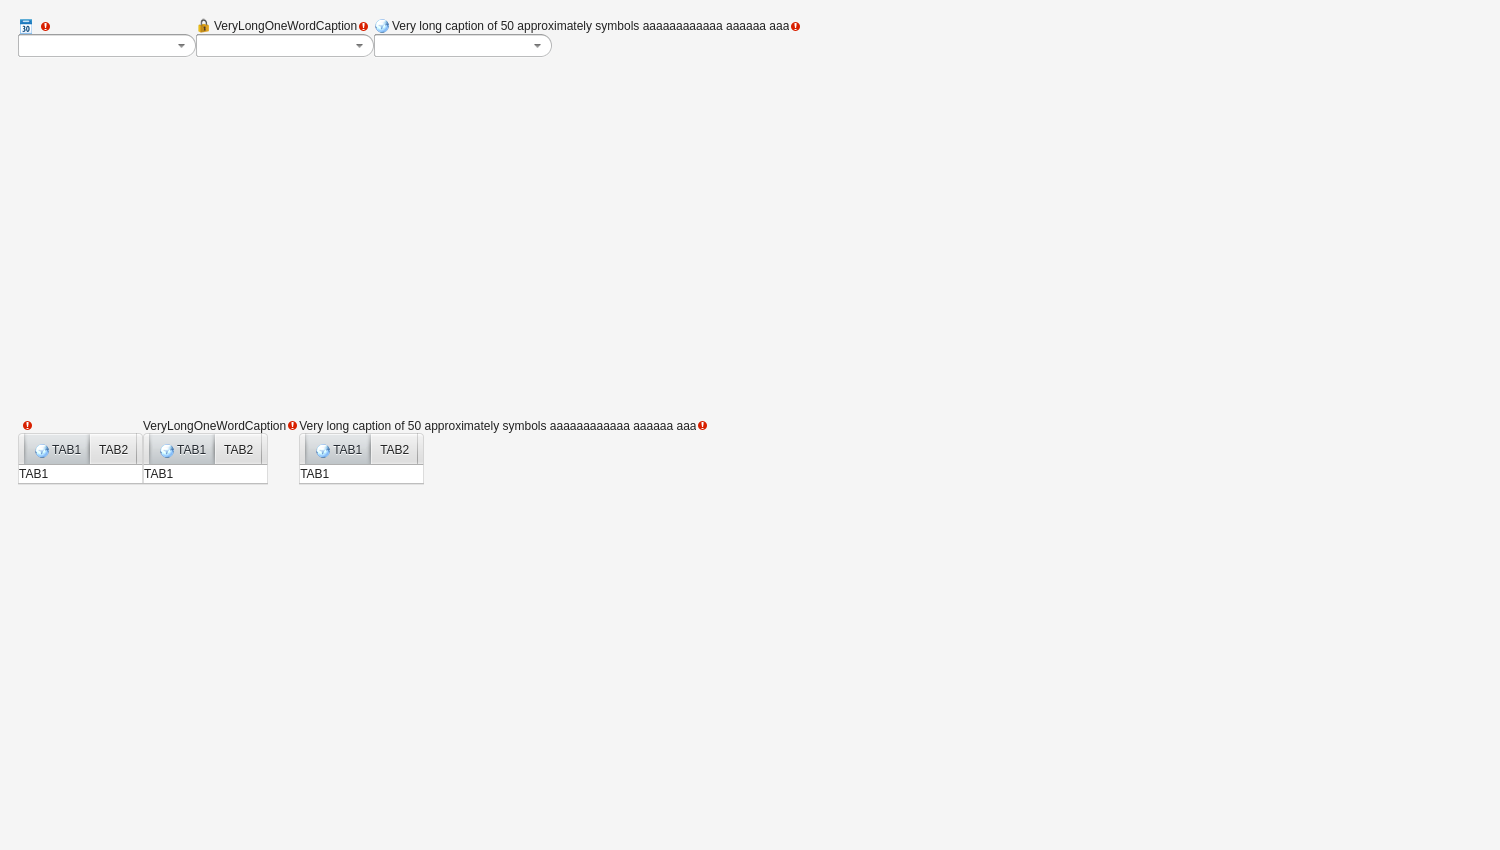 30 VeryLongOneWordCaption Very long caption of 50 approximately symbols aaaaaaaaaaaa aaaaaa aaa
VeryLongOneWordCaption Very long caption of 50 approximately symbols aaaaaaaaaaaa aaaaaa aaa
TAB1 TAB2 TAB1 TAB2 TAB1 TAB2
TAB1 TAB1 TAB1